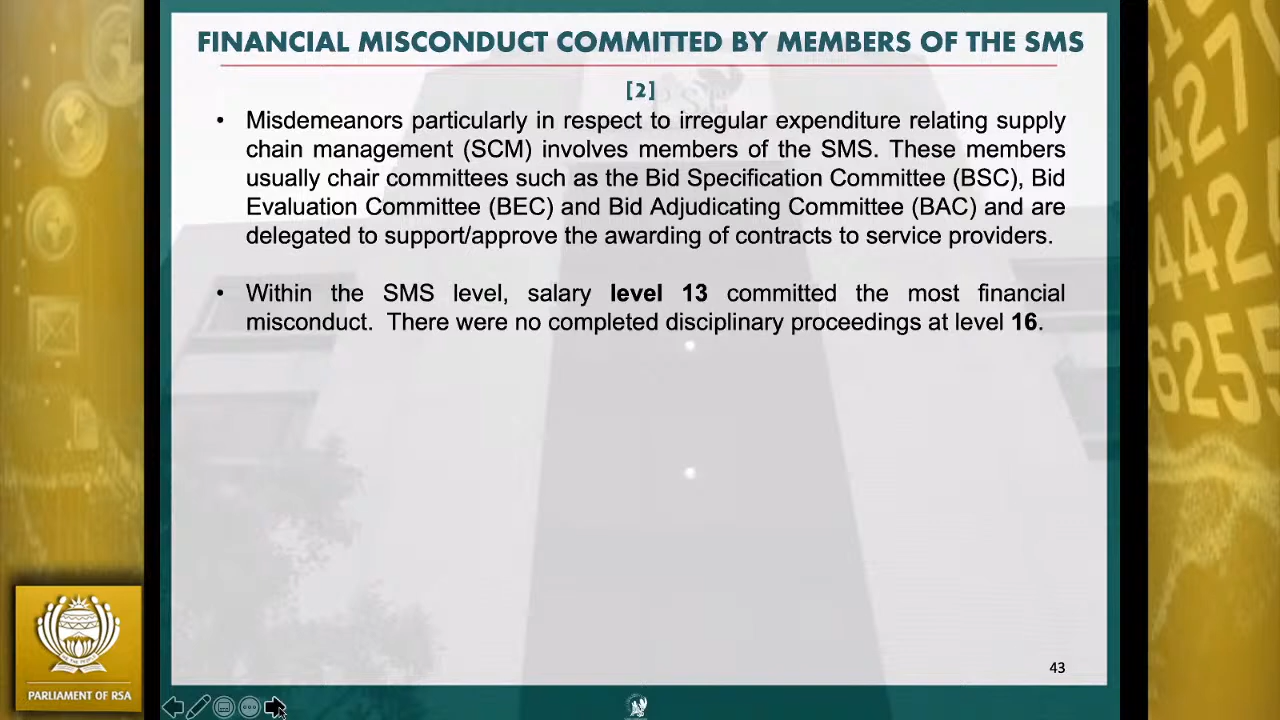 FINANCIAL MISCONDUCT COMMITTED BY MEMBERS OF THE SMS
[2]
• Misdemeanors particularly in respect to irregular expenditure relating supply
chain management (SCM) involves members of the SMS. These members
usually chair committees such as the Bid Specification Committee (BSC), Bid
Evaluation Committee (BEC) and Bid Adjudicating Committee (BAC) and are
delegated to support/approve the awarding of contracts to service providers.
• Within the SMS level, salary level 13 committed the most financial
misconduct. There were no completed disciplinary proceedings at level 16.
43
PARLIAMENT OF RSA
4427
442
6255